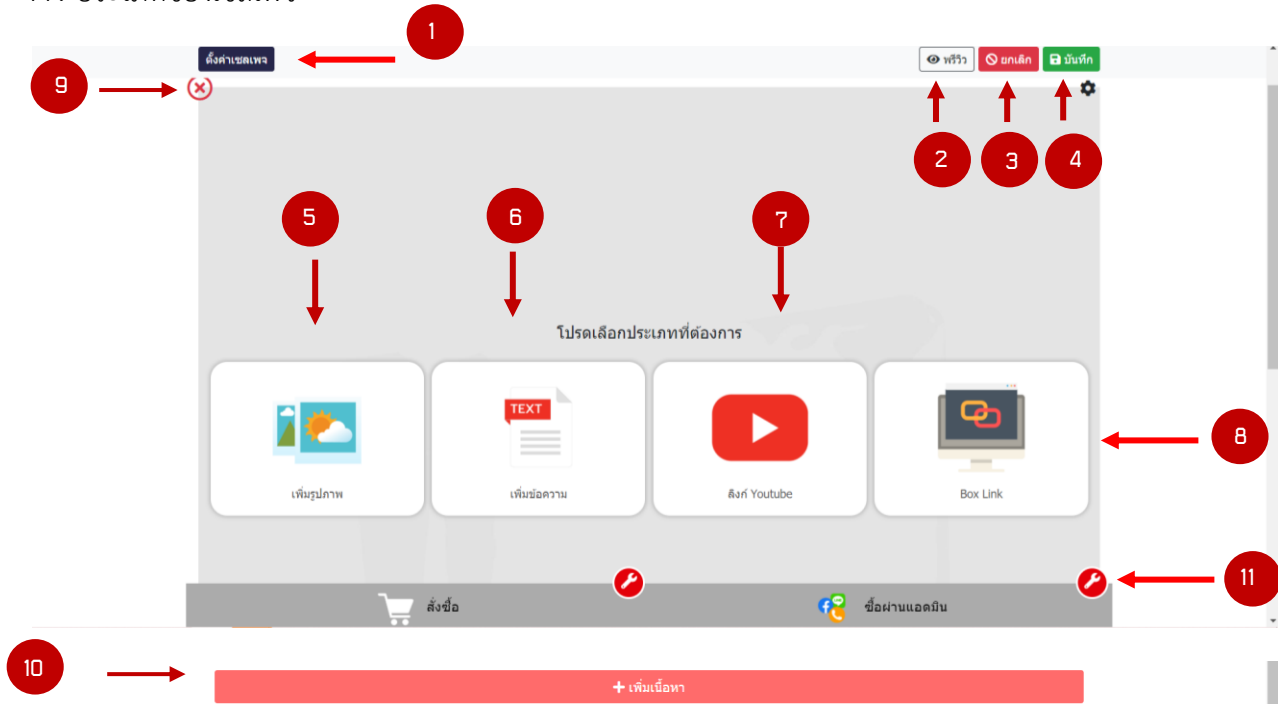 1
ตั้งค่าเซลเพจ
พรีวิว
ยกเลิก
บันทึก
9
2
3
4
5
6
7
โปรดเลือกประเภทที่ต้องการ
TEXT
เพิ่มรูปภาพ
เพิ่มข้อความ
ลิงก์ Youtube
Box Link
8
11
สั่งซื้อ
ซื้อผ่านแอดมิน
10
+ เพิ่มเนื้อหา